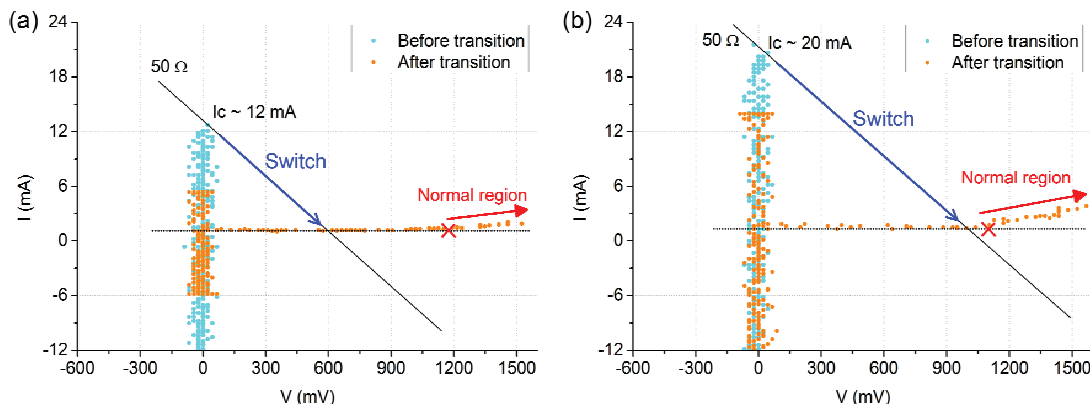 (a)
24
18
12
6
0
-6
-12
I (mA)
-600 -300 0 300 600 900 1200 1500
V (mV)
50 Ω
Ic ~ 12 mA
Switch
Normal region
Before transition
After transition
(b)
24
18
12
6
0
-6
-12
I (mA)
-600 -300 0 300 600 900 1200 1500
V (mV)
50 Ω
Ic ~ 20 mA
Switch
Normal region
Before transition
After transition